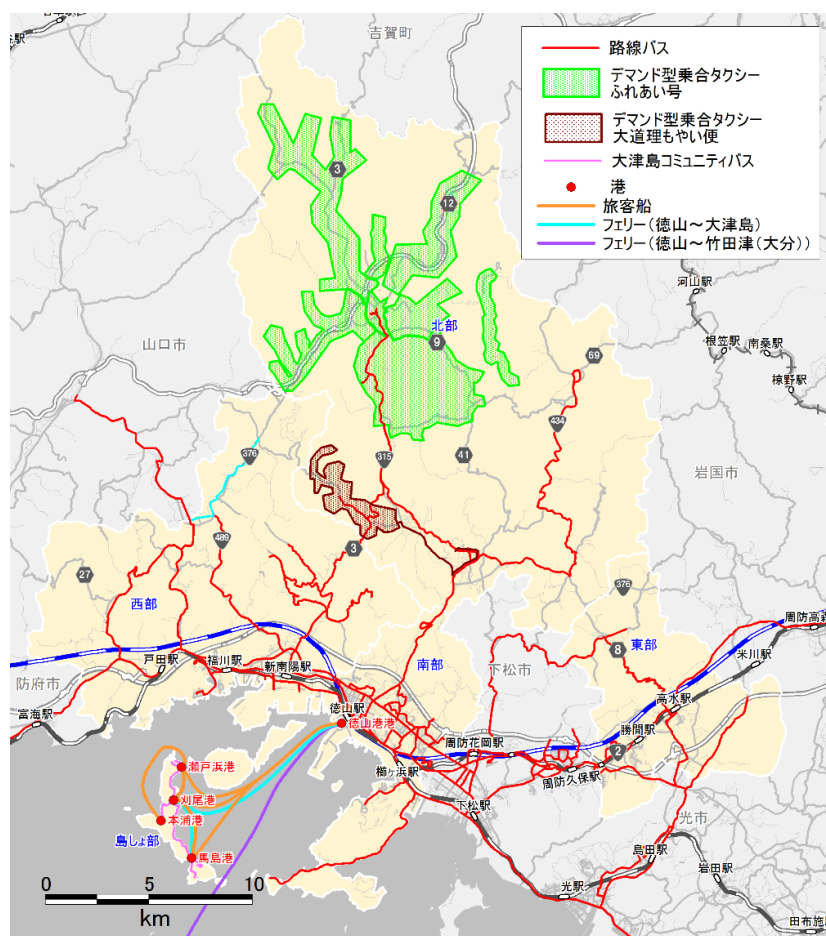 吉賀町
路線バス
デマンド型乗合タクシー
ふれあい号
デマンド型乗合タクシー
大道理もやい便
大津島コミュニティバス
港
旅客船
フェリー(徳山～大津島)
フェリー(徳山～竹田津(大分))
3
12
河山駅
北部
9
山口市
根笠駅
南桑駅
椋野駅
69
434
376
315
41
岩国市
489
3
27
376
西部
周防高森
8
東部
米川駅
南部
下松市
戸田駅
福川駅
新南陽駅
防府市
高水駅
富海駅
徳山駅
徳山港港
勝間駅
周防花岡駅
2
櫛ヶ浜駅
周防久保駅
瀬戸浜港
刈尾港
下松駅
本浦港
光市
島しょ部
馬島港
島田駅
岩田駅
0
5
10
km
光駅
田布施